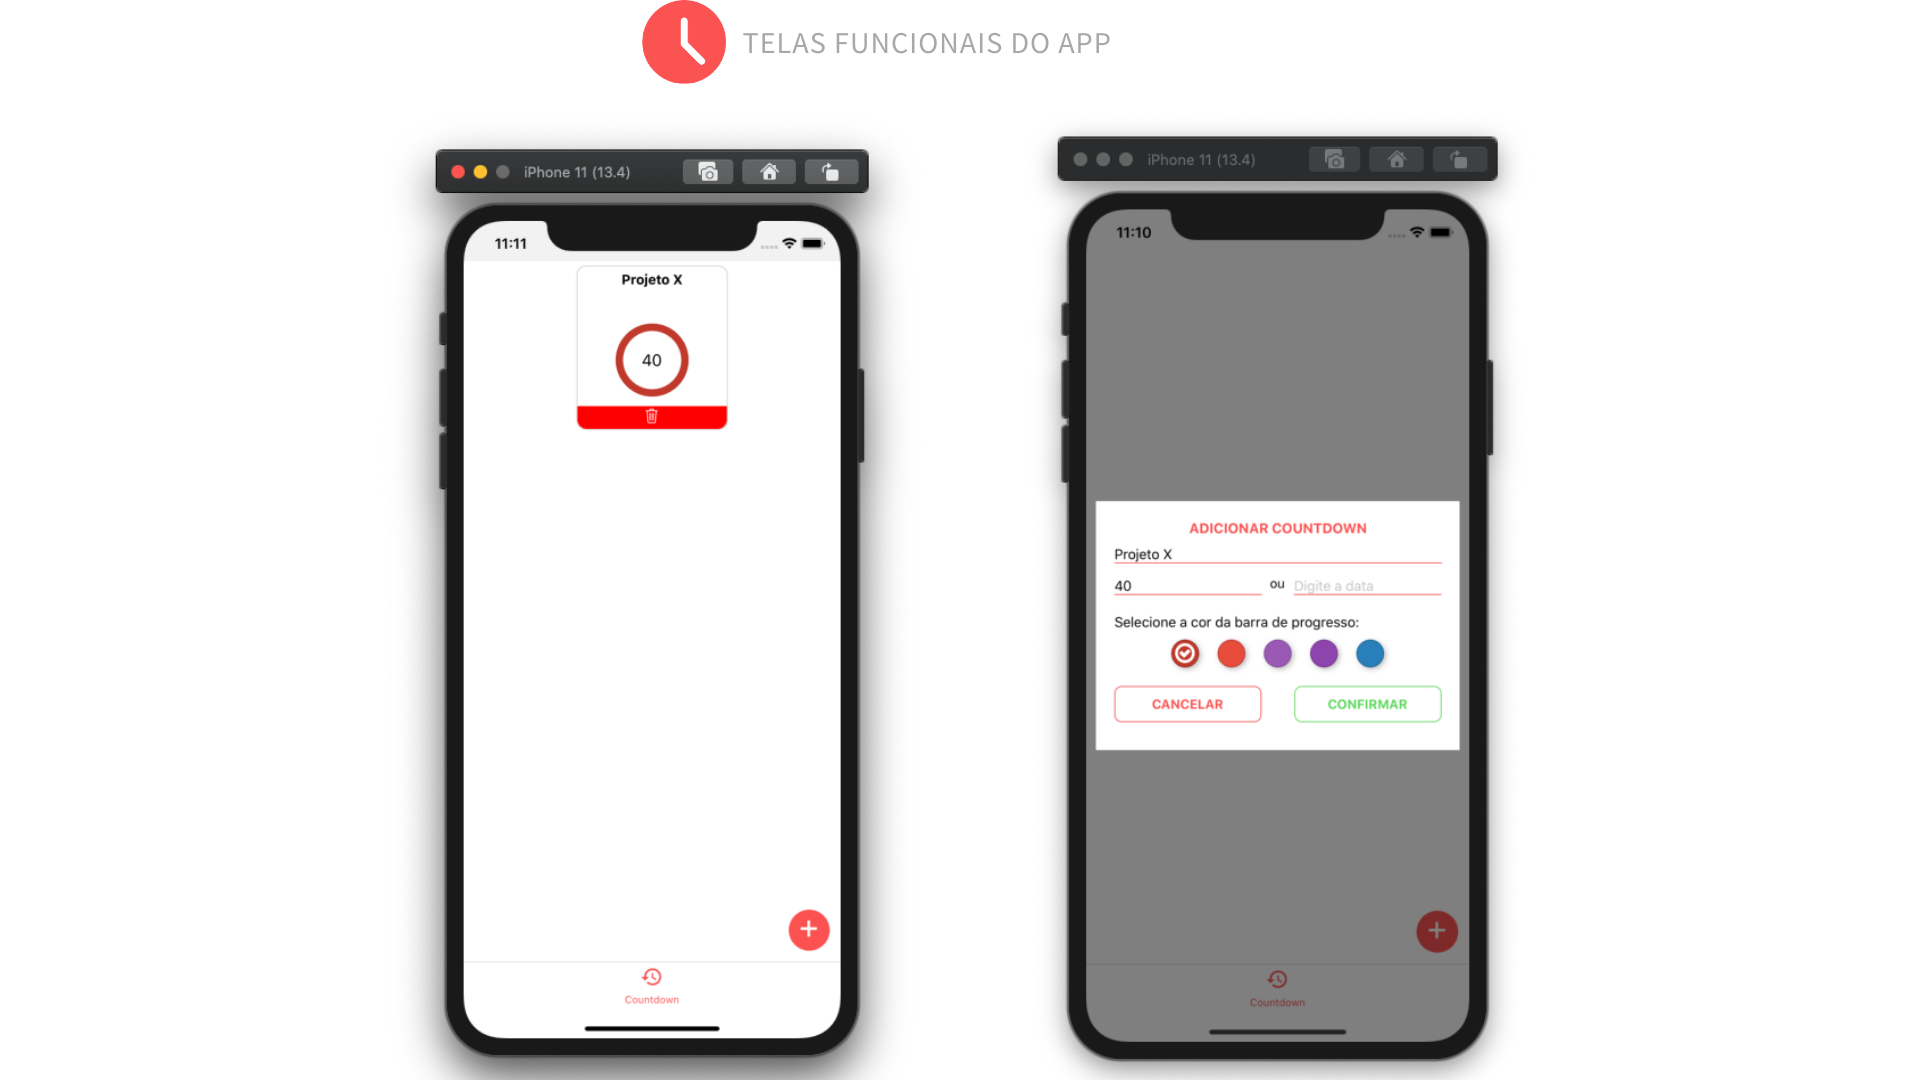 TELAS FUNCIONAIS DO APP
iPhone 11 (13.4)
11:11
Projeto X
40
Countdown
iPhone 11 (13.4)
11:10
ADICIONAR COUNTDOWN
Projeto X
40 ou Digite a data
Selecione a cor da barra de progresso:
CANCELAR CONFIRMAR
Countdown